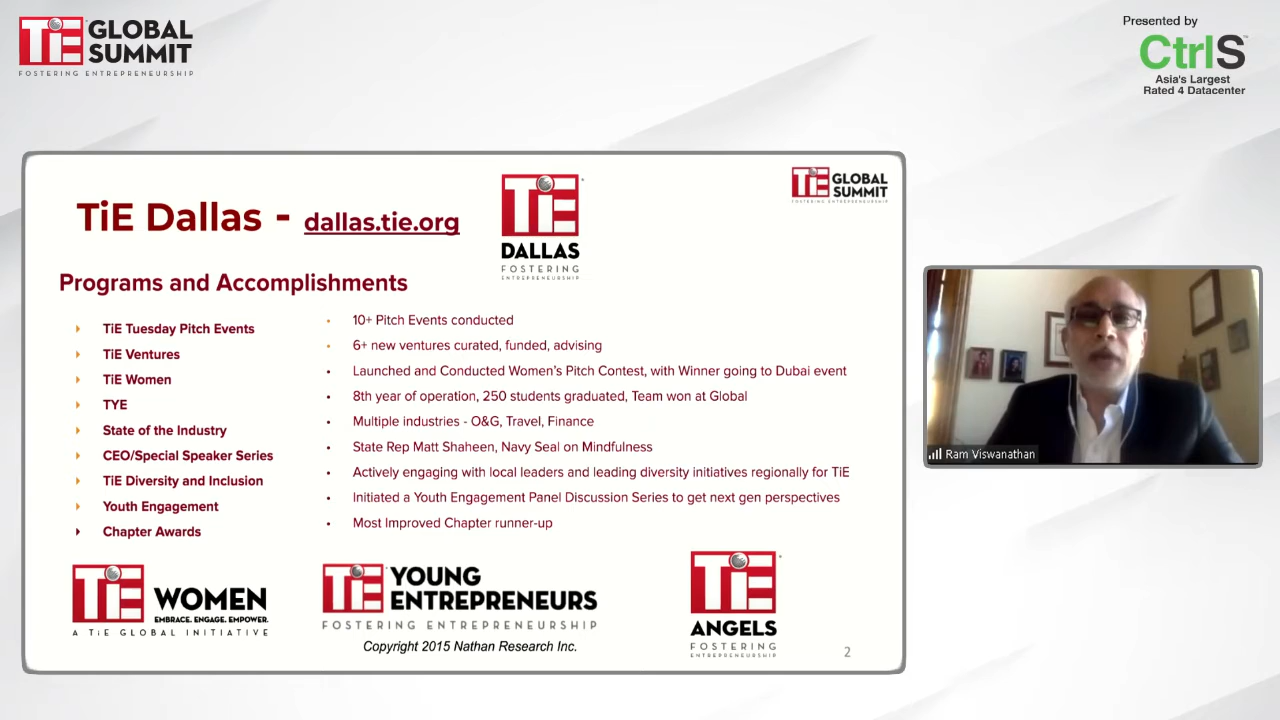 TiE GLOBAL
SUMMIT
FOSTERING ENTREPRENEURSHIP
Presented by
CtrlS
Asia's Largest
Rated 4 Datacenter
TiE Dallas - dallas.tie.org
TiE
DALLAS
FOSTERING
ENTREPRENEURSHIP
TiE GLOBAL
SUMMIT
FOSTERING ENTREPRENEURSHIP
Programs and Accomplishments
TiE Tuesday Pitch Events
TiE Ventures
TiE Women
TYE
State of the Industry
CEO/Special Speaker Series
TiE Diversity and Inclusion
Youth Engagement
Chapter Awards
• 10+ Pitch Events conducted
• 6+ new ventures curated, funded, advising
• Launched and Conducted Women's Pitch Contest, with Winner going to Dubai event
• 8th year of operation, 250 students graduated, Team won at Global
• Multiple industries - O&G, Travel, Finance
• State Rep Matt Shaheen, Navy Seal on Mindfulness
• Actively engaging with local leaders and leading diversity initiatives regionally for TiE
• Initiated a Youth Engagement Panel Discussion Series to get next gen perspectives
• Most Improved Chapter runner-up
TiE WOMEN
EMBRACE. ENGAGE. EMPOWER.
A TiE GLOBAL INITIATIVE
TiE YOUNG
ENTREPRENEURS
FOSTERING ENTREPRENEURSHIP
TiE
ANGELS
FOSTERING
ENTREPRENEURSHIP
Copyright 2015 Nathan Research Inc.
2
Ram Viswanathan